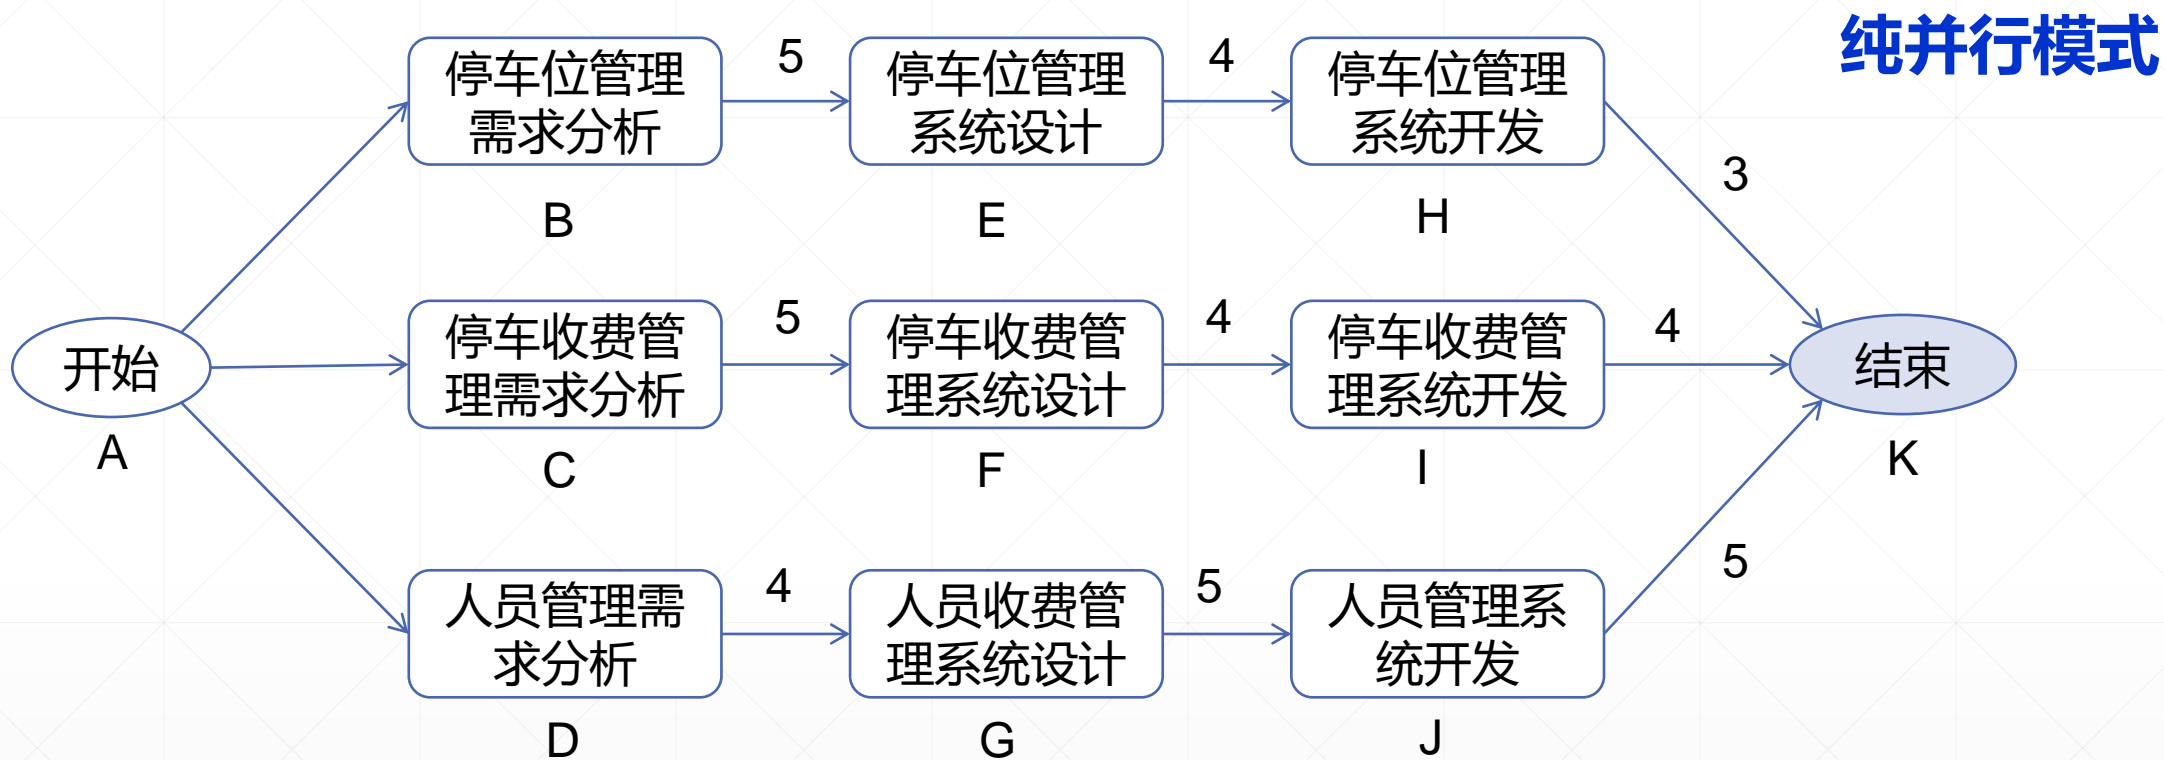 纯并行模式
停车位管理
需求分析
5
停车位管理
系统设计
4
停车位管理
系统开发
3
B
E
H
开始
A
停车收费管
理需求分析
5
停车收费管
理系统设计
4
停车收费管
理系统开发
4
结束
K
C
F
I
人员管理需
求分析
4
人员收费管
理系统设计
5
人员管理系
统开发
5
D
G
J